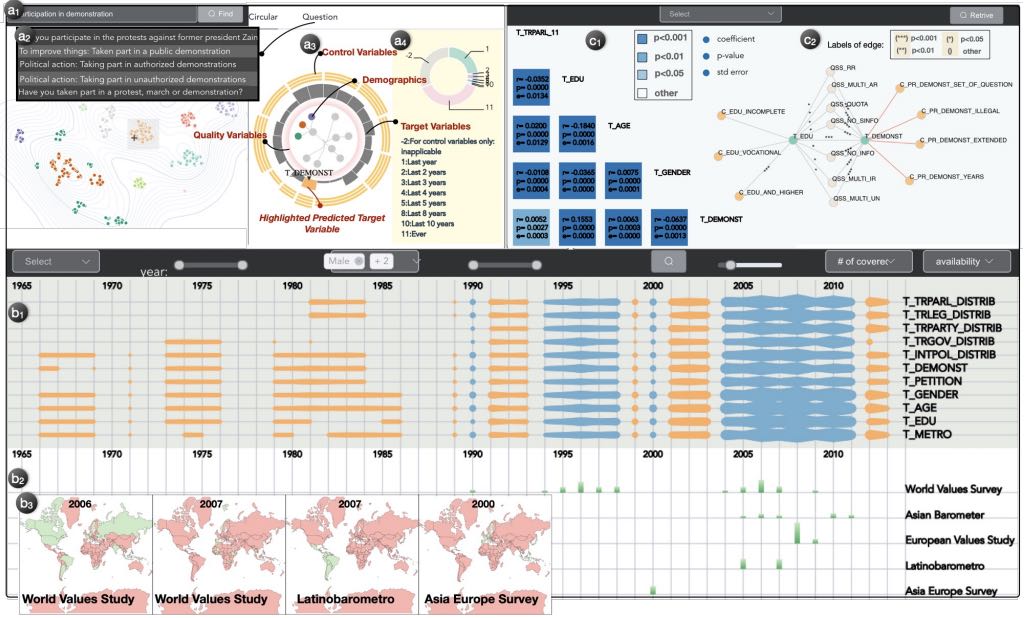 a1
articipation in demonstration
Find
Circular
Question
a2
you participate in the protests against former president Zain
To improve things: Taken part in a public demonstration
Political action: Taking part in authorized demonstrations
Political action: Taking part in unauthorized demonstrations
Have you taken part in a protest, march or demonstration?
a3
Control Variables
Demographics
Quality Variables
Target Variables
T_DEMONST
Highlighted Predicted Target
Variable
a4
-2
1
11
-2:For control variables only:
Inapplicable
1:Last year
2:Last 2 years
3:Last 3 years
4:Last 4 years
5:Last 5 years
8:Last 8 years
10:Last 10 years
11:Ever
Select
Retrive
T_TRPARL_11
c1
p<0.001
p<0.01
p<0.05
other
coefficient
p-value
std error
r= -0.0352
p= 0.0000
e= 0.0134
T_EDU
r= 0.0200
p= 0.0000
e= 0.0129
r= -0.1840
p= 0.0000
e= 0.0016
T_AGE
r= -0.0108
p= 0.0000
e= 0.0004
r= -0.0365
p= 0.0000
e= 0.0001
r= 0.0075
p= 0.0000
e= 0.0000
T_GENDER
r= 0.0052
p= 0.0027
e= 0.0003
r= 0.1553
p= 0.0000
e= 0.0003
r= 0.0063
p= 0.0000
e= 0.0003
r= -0.0637
p= 0.0000
e= 0.0013
T_DEMONST
c2
Labels of edge:
(***) p<0.001
(*) p<0.05
(**) p<0.01
() other
QSS_RR
QSS_MULTI_AR
QSS_QUOTA
QSS_NO_SINFO
QSS_NO_INFO
QSS_MULTI_IR
QSS_MULTI_UN
C_EDU_INCOMPLETE
C_EDU_VOCATIONAL
C_EDU_AND_HIGHER
T_EDU
T_DEMONST
C_PR_DEMONST_SET_OF_QUESTION
C_PR_DEMONST_ILLEGAL
C_PR_DEMONST_EXTENDED
C_PR_DEMONST_YEARS
Select
year:
Male
+ 2
# of covered
availability
1965 1970 1975 1980 1985 1990 1995 2000 2005 2010
b1
T_TRPARL_DISTRIB
T_TRLEG_DISTRIB
T_TRPARTY_DISTRIB
T_TRGOV_DISTRIB
T_INTPOL_DISTRIB
T_DEMONST
T_PETITION
T_GENDER
T_AGE
T_EDU
T_METRO
1965 1970 1975 1980 1985 1990 1995 2000 2005 2010
b2
World Values Survey
Asian Barometer
European Values Study
Latinobarometro
Asia Europe Survey
b3
2006
2007
2007
2000
World Values Study
World Values Study
Latinobarometro
Asia Europe Survey